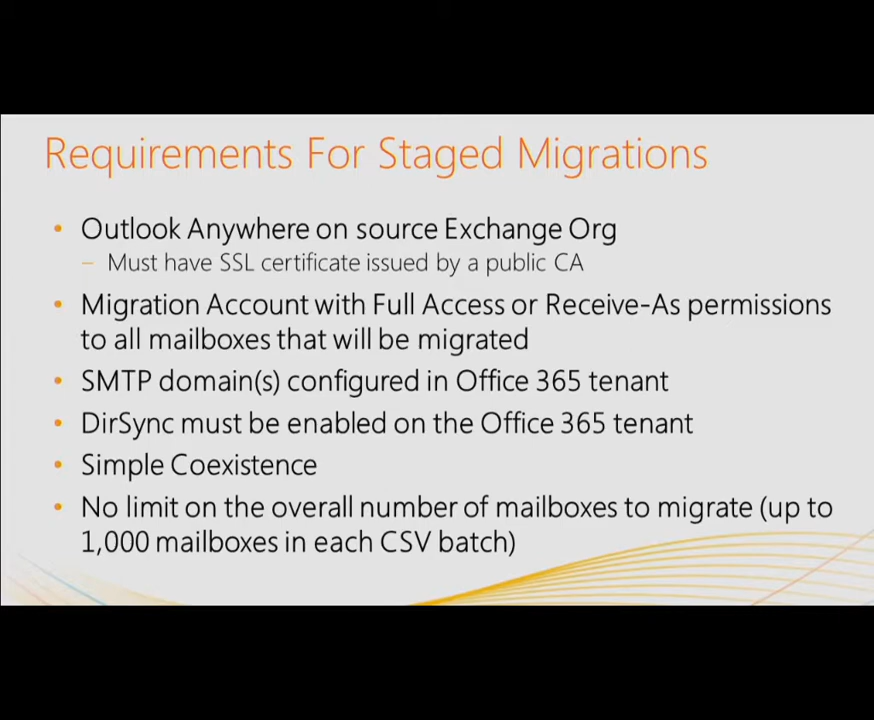 Requirements For Staged Migrations
• Outlook Anywhere on source Exchange Org
– Must have SSL certificate issued by a public CA
• Migration Account with Full Access or Receive-As permissions
to all mailboxes that will be migrated
• SMTP domain(s) configured in Office 365 tenant
• DirSync must be enabled on the Office 365 tenant
• Simple Coexistence
• No limit on the overall number of mailboxes to migrate (up to
1,000 mailboxes in each CSV batch)